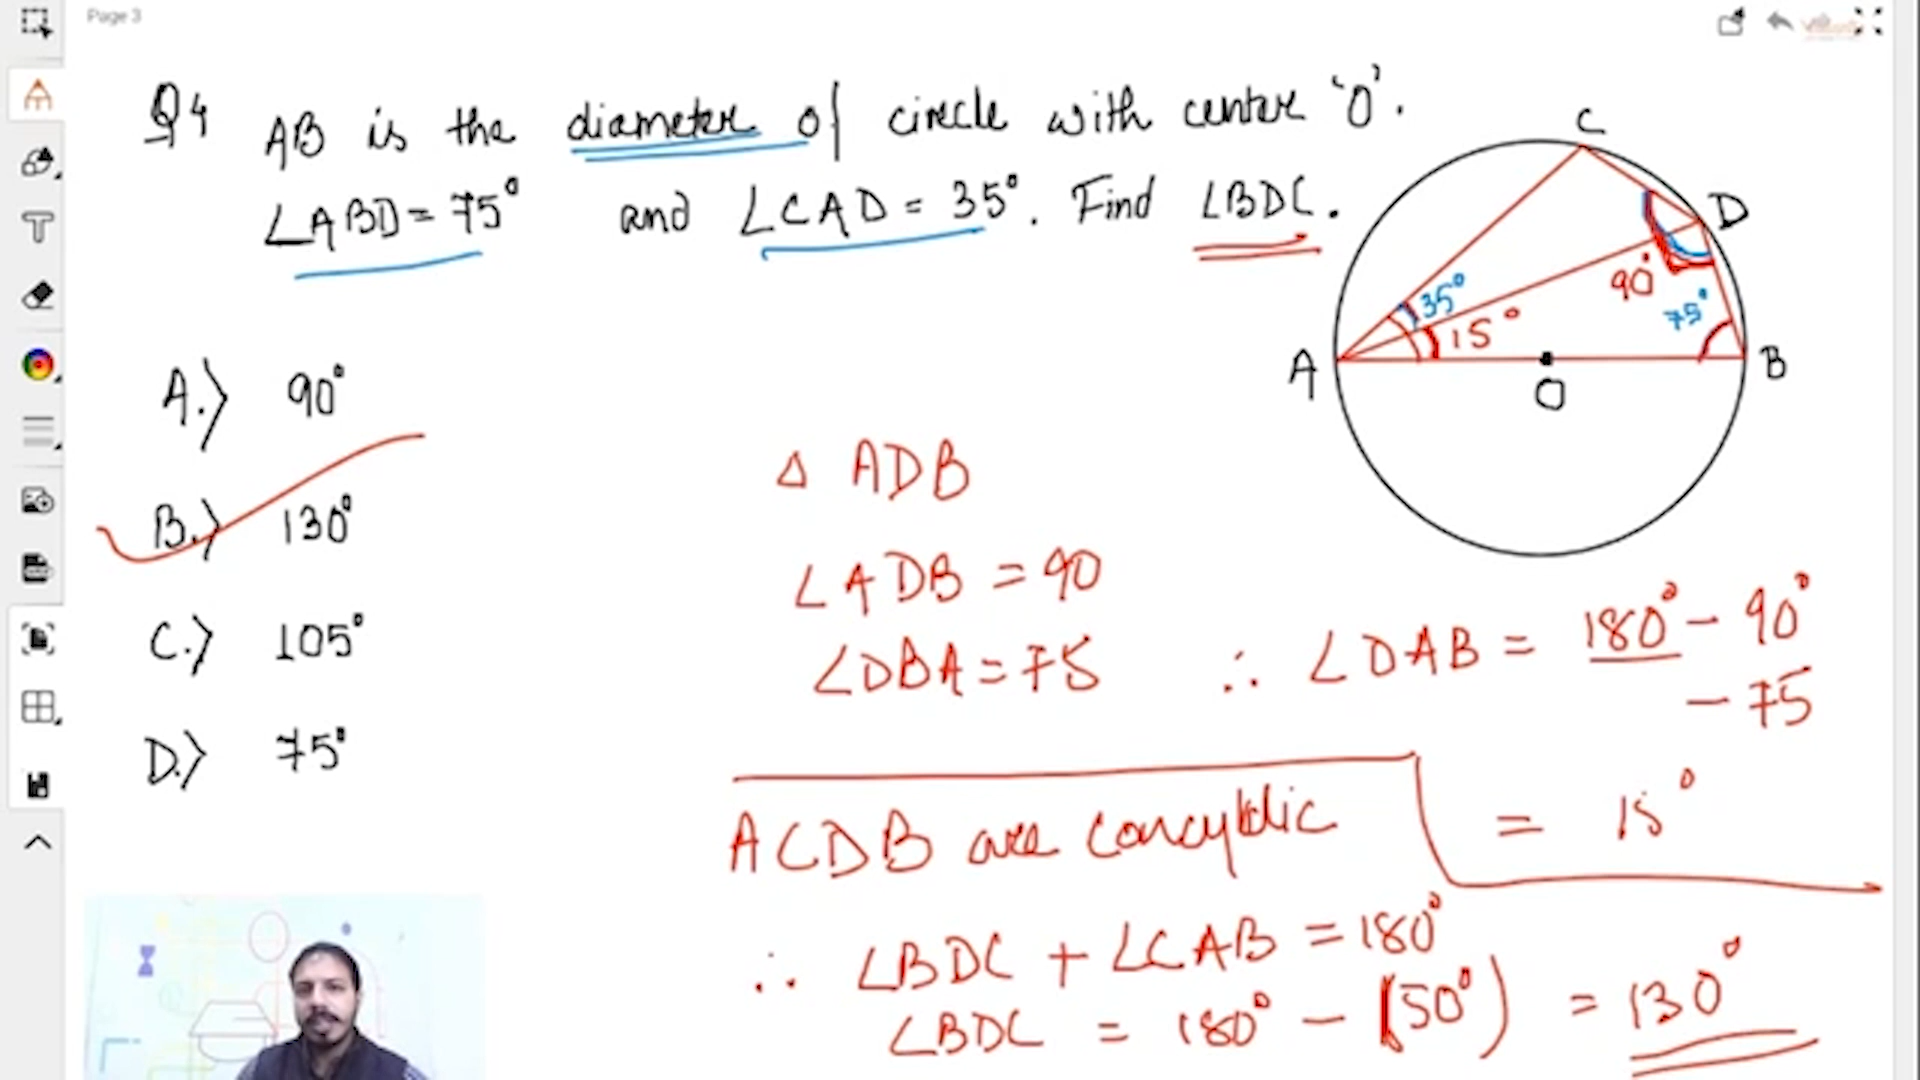 Page 3
Q4 AB is the diameter of circle with center 'O'.
∠ABD = 75° and ∠CAD = 35°. Find ∠BDC.
A.) 90°
B.) 130°
C.) 105°
D.) 75°
C
D
35°
15°
90°
75°
A
O
B
Δ ADB
∠ADB = 90
∠DBA = 75 ∴ ∠DAB = 180° - 90°
- 75
= 15°
ACDB are concyclic
∴ ∠BDC + ∠CAB = 180°
∠BDC = 180° - (50°) = 130°